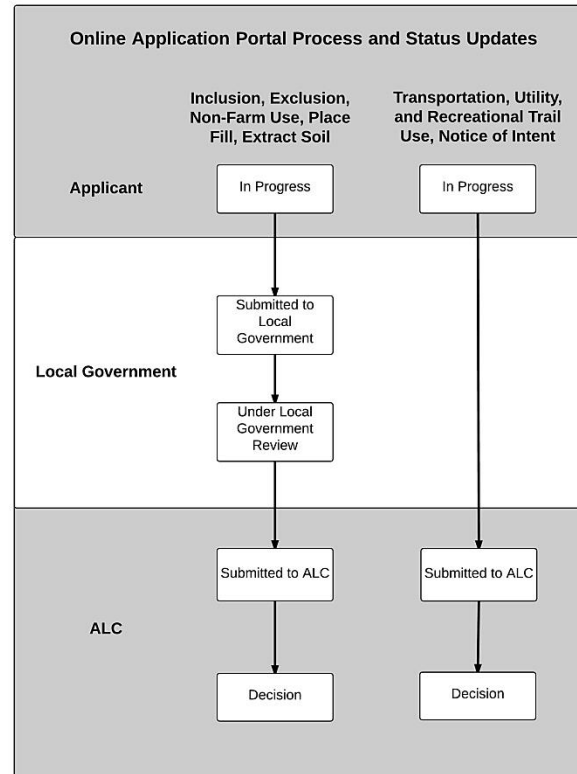 Online Application Portal Process and Status Updates
Inclusion, Exclusion,
Non-Farm Use, Place
Fill, Extract Soil
Transportation, Utility,
and Recreational Trail
Use, Notice of Intent
Applicant
In Progress
In Progress
Local Government
Submitted to
Local
Government
Under Local
Government
Review
ALC
Submitted to ALC
Submitted to ALC
Decision
Decision